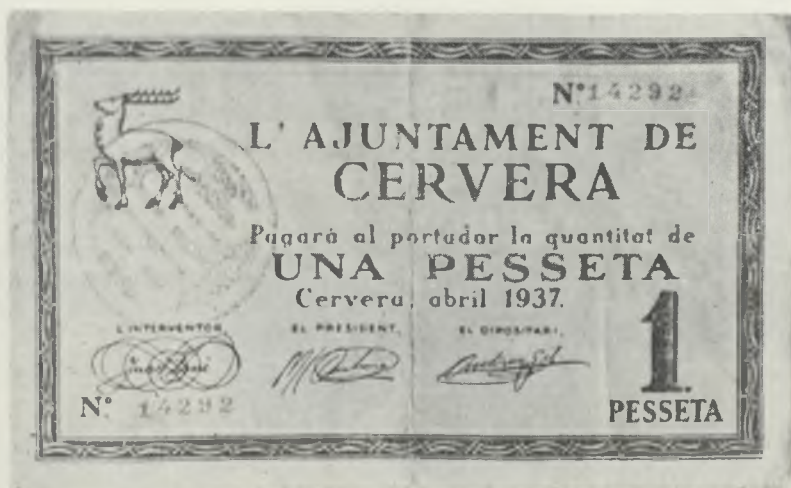 Nº 14292
L' AJUNTAMENT DE
CERVERA
Pagarà al portador la quantitat de
UNA PESSETA
Cervera, abril 1937.
L'INTERVENTOR, EL PRESIDENT, EL DIPOSITARI,
1
Nº 14292
PESSETA